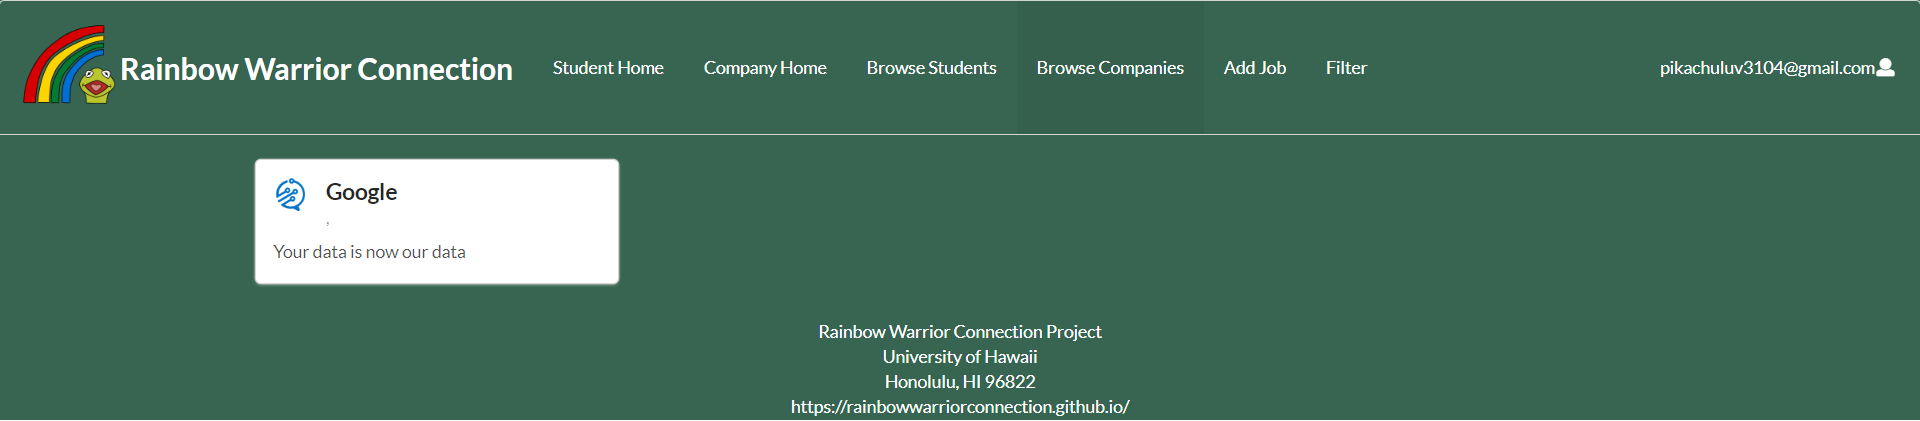 Rainbow Warrior Connection
Student Home
Company Home
Browse Students
Browse Companies
Add Job
Filter
pikachuluv3104@gmail.com
Google
,
Your data is now our data
Rainbow Warrior Connection Project
University of Hawaii
Honolulu, HI 96822
https://rainbowwarriorconnection.github.io/